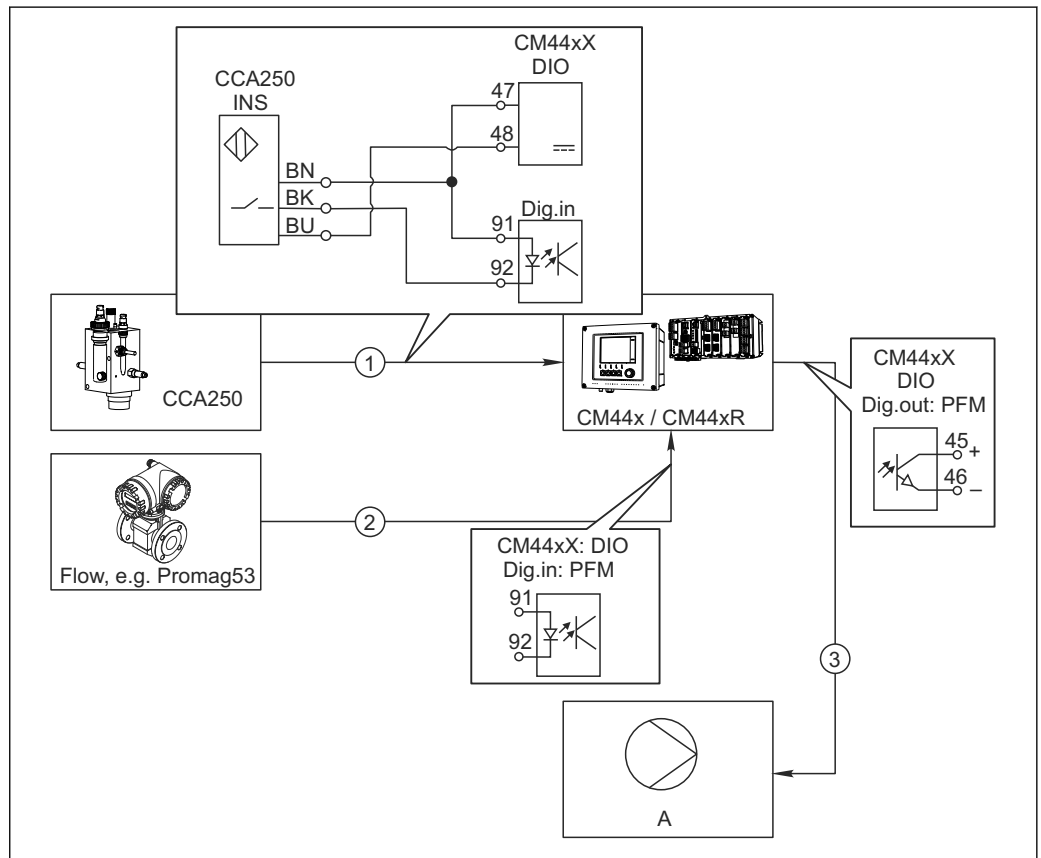 CM44xX
DIO
CCA250
INS
47
48
BN
BK
BU
Dig.in
91
92
CCA250
1
CM44x / CM44xR
CM44xX
DIO
Dig.out: PFM
45
+
46
–
Flow, e.g. Promag53
2
CM44xX: DIO
Dig.in: PFM
91
92
3
A